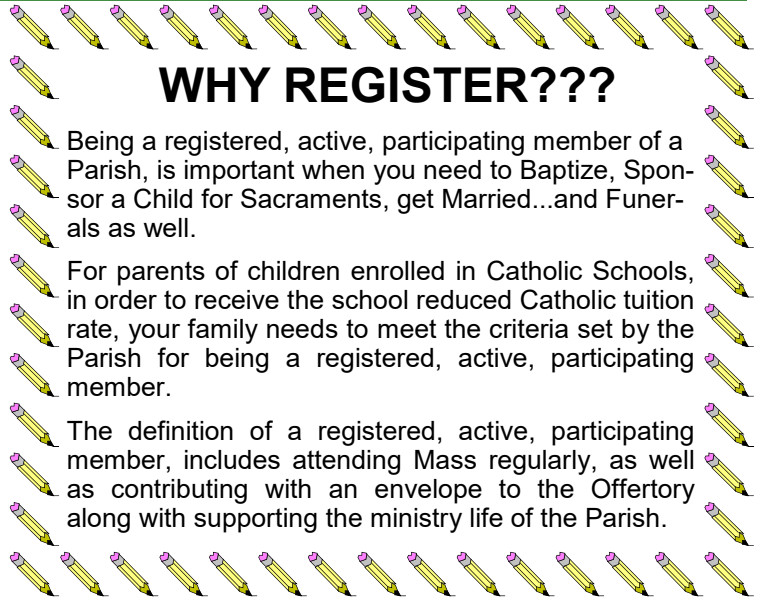 WHY REGISTER???
Being a registered, active, participating member of a
Parish, is important when you need to Baptize, Spon-
sor a Child for Sacraments, get Married...and Funer-
als as well.
For parents of children enrolled in Catholic Schools,
in order to receive the school reduced Catholic tuition
rate, your family needs to meet the criteria set by the
Parish for being a registered, active, participating
member.
The definition of a registered, active, participating
member, includes attending Mass regularly, as well
as contributing with an envelope to the Offertory
along with supporting the ministry life of the Parish.